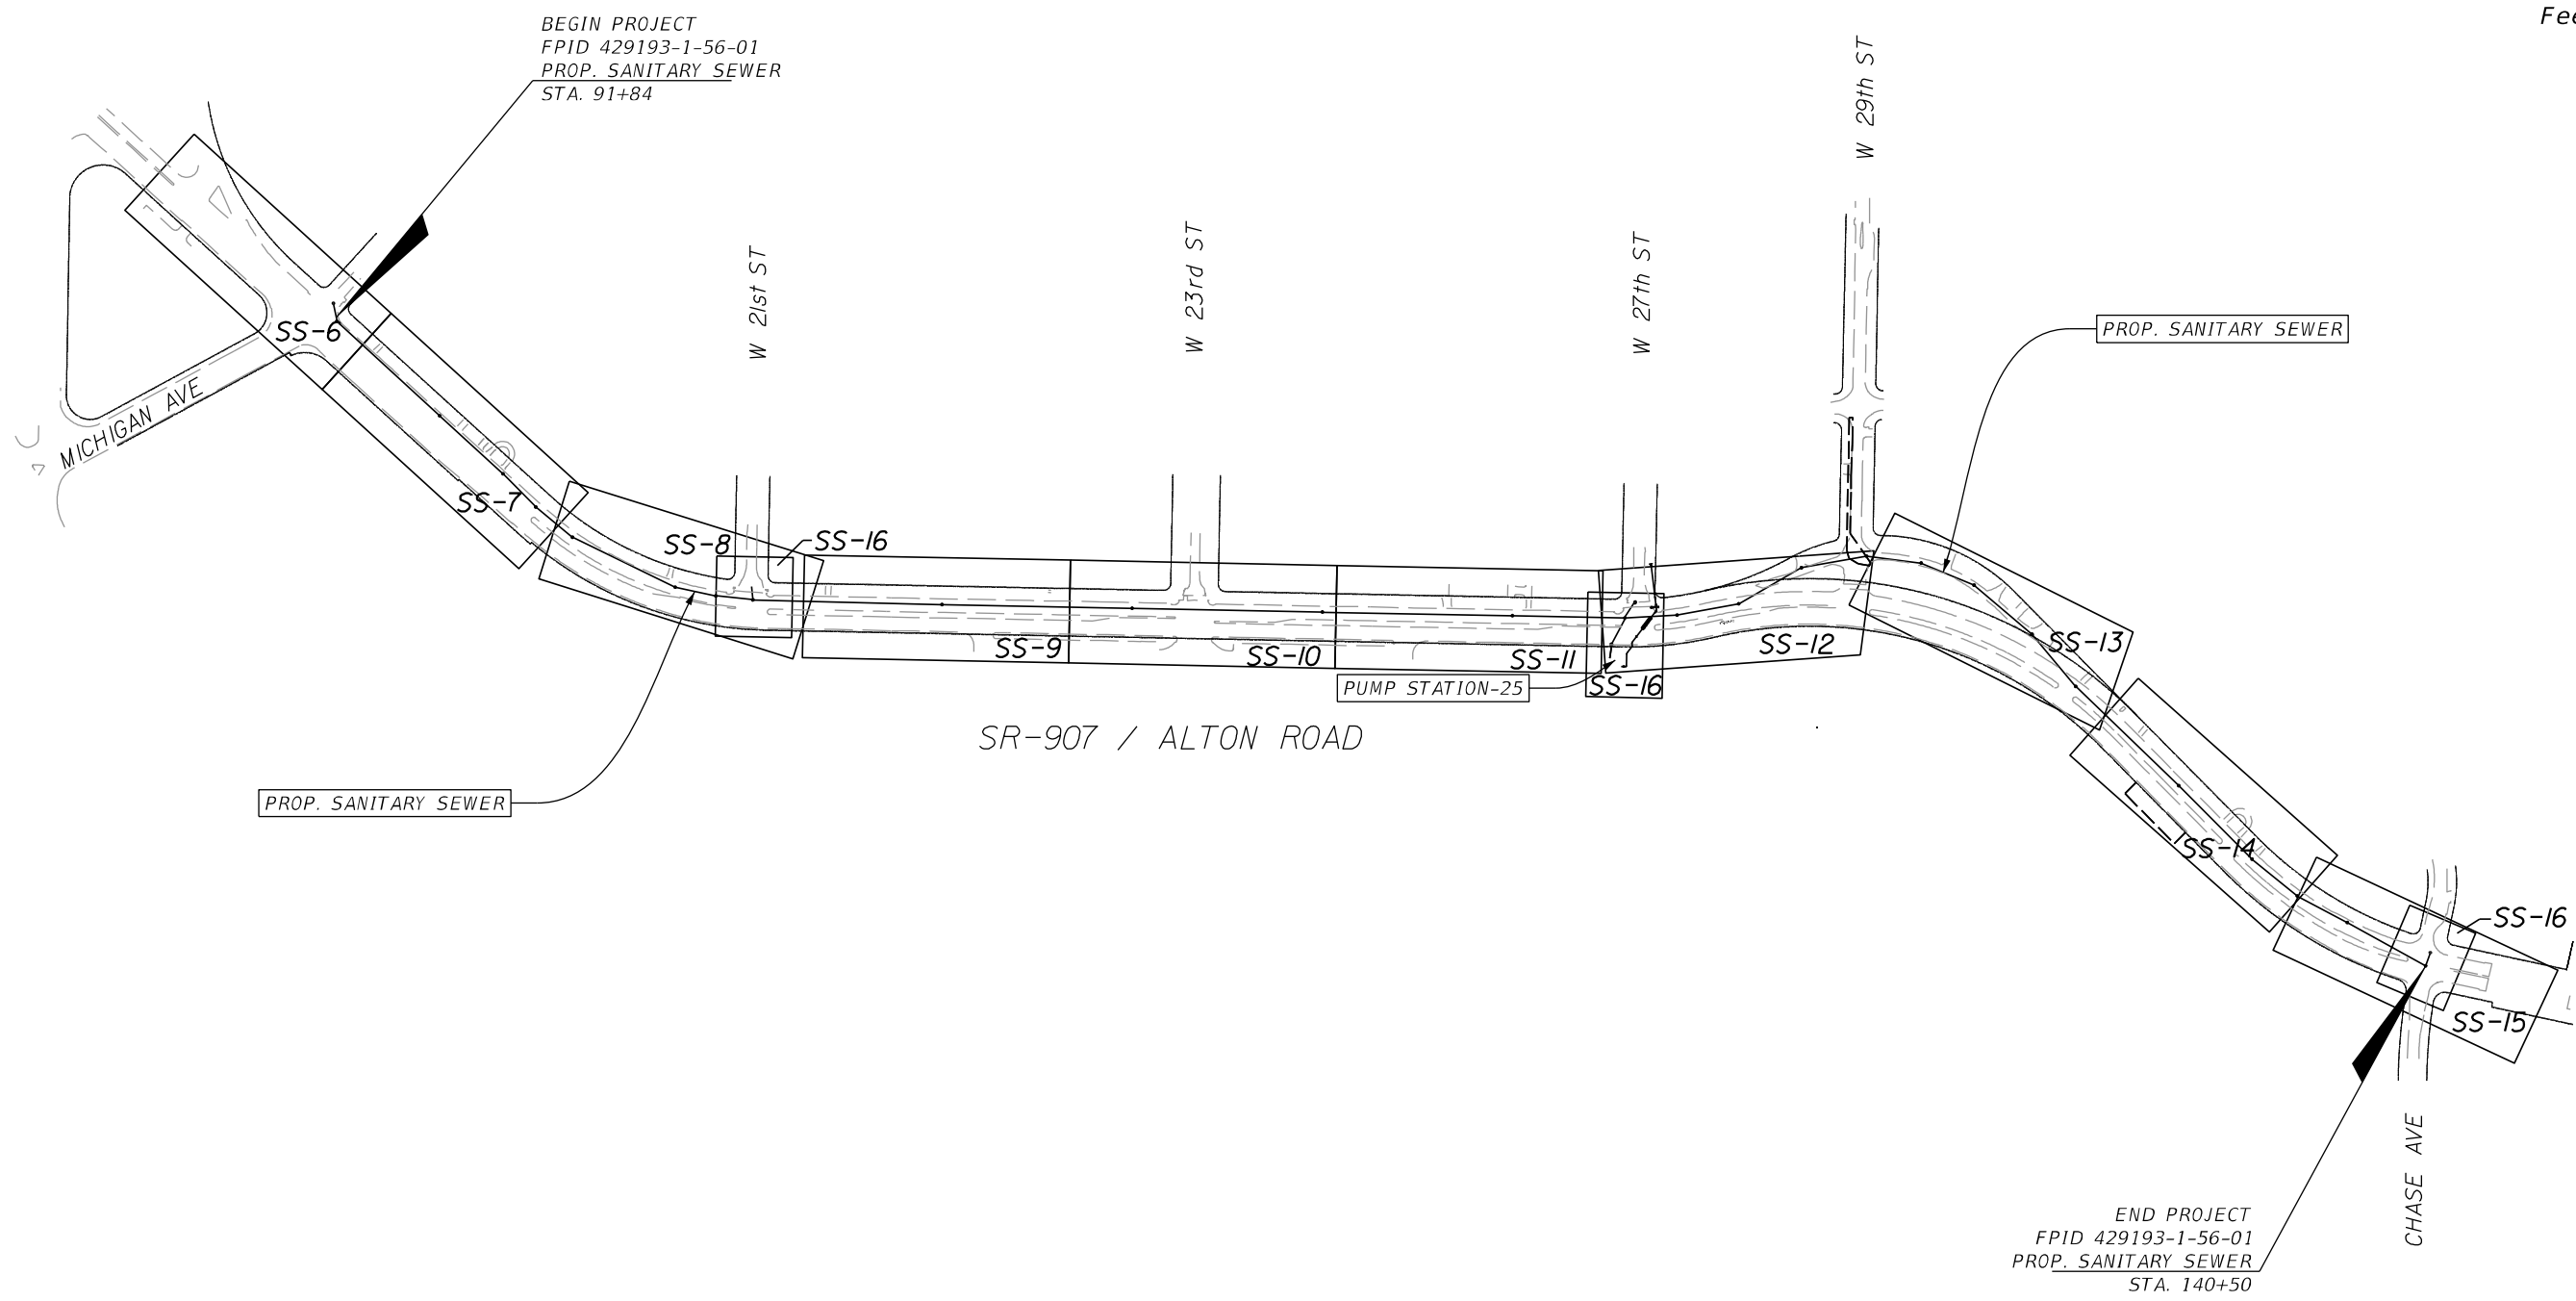 Fee
BEGIN PROJECT
FPID 429193-1-56-01
PROP. SANITARY SEWER
STA. 91+84
W 21st ST
W 23rd ST
W 27th ST
W 29th ST
PROP. SANITARY SEWER
SS-6
MICHIGAN AVE
SS-7
SS-8
SS-16
SS-9
SS-10
SS-11
SS-16
SS-12
SS-13
PUMP STATION-25
SR-907 / ALTON ROAD
PROP. SANITARY SEWER
SS-14
SS-16
SS-15
CHASE AVE
END PROJECT
FPID 429193-1-56-01
PROP. SANITARY SEWER
STA. 140+50